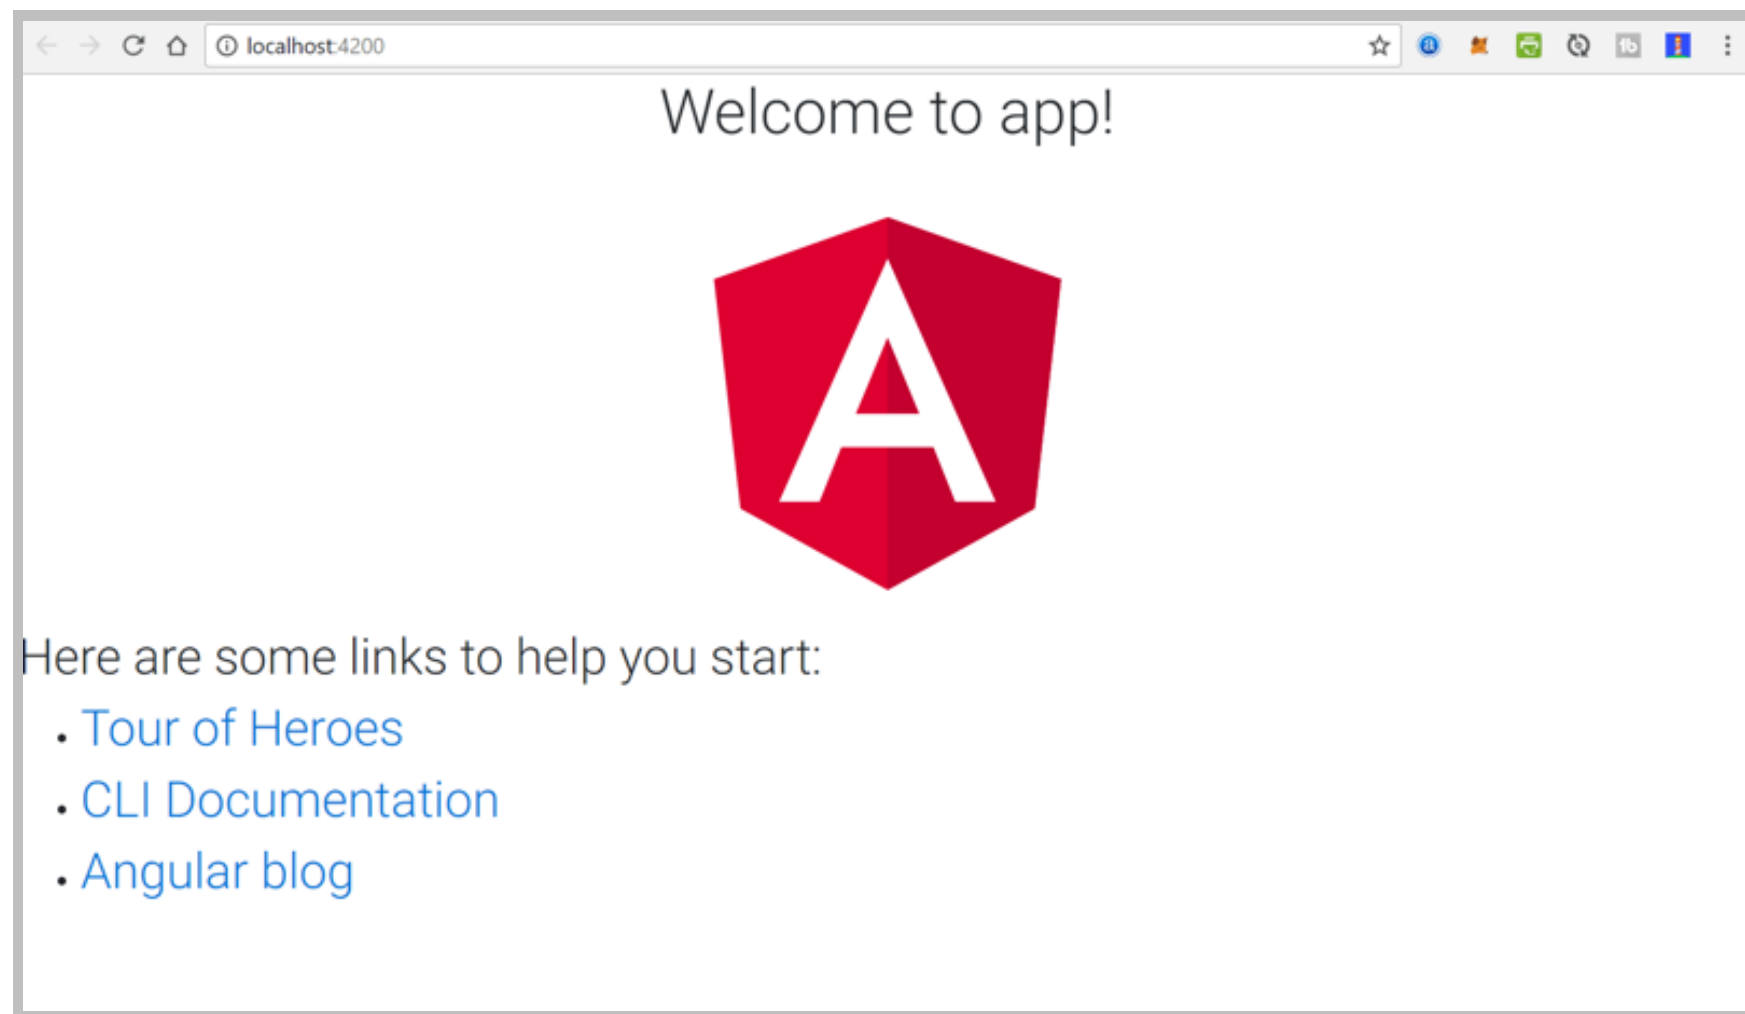 localhost:4200
Welcome to app!
A
Here are some links to help you start:
Tour of Heroes
CLI Documentation
Angular blog